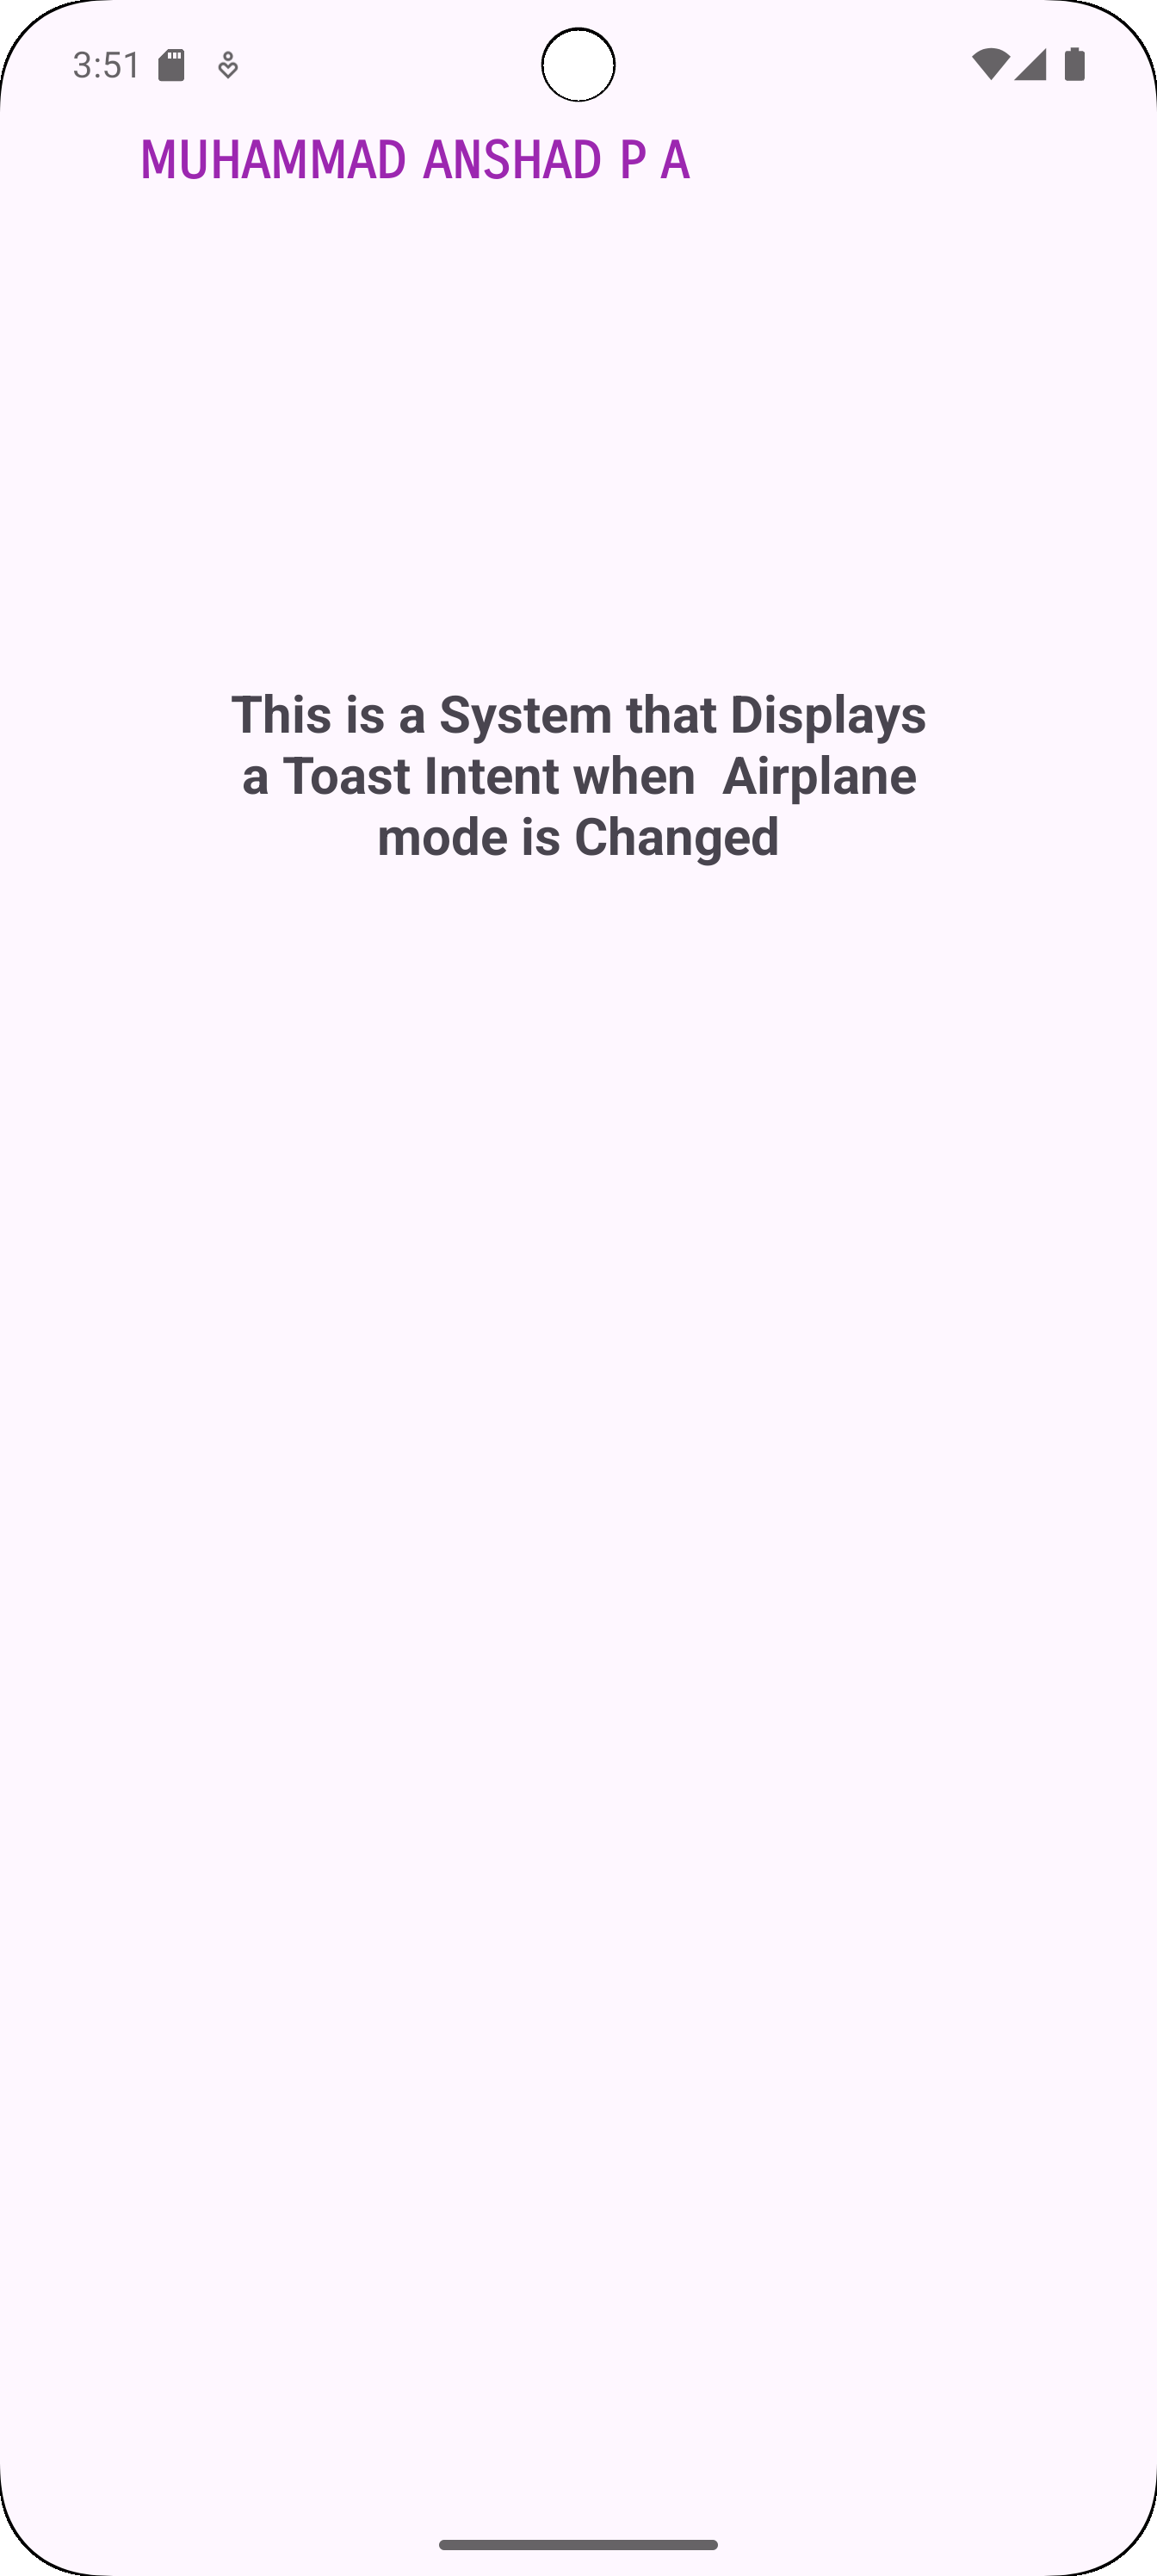 3:51
MUHAMMAD ANSHAD P A
This is a System that Displays
a Toast Intent when  Airplane
mode is Changed